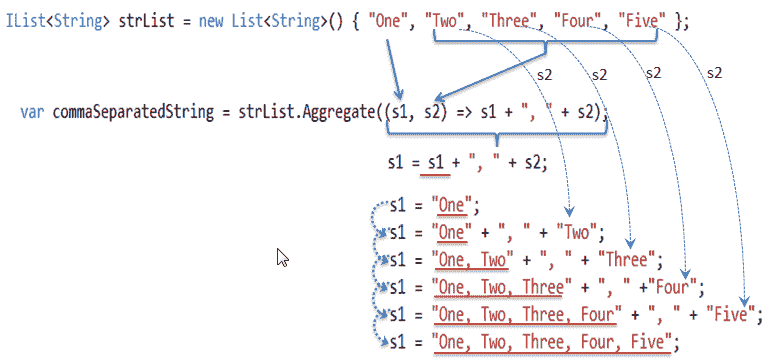 IList<String> strList = new List<String>() { "One", "Two", "Three", "Four", "Five" };
s2 s2 s2 s2
var commaSeparatedString = strList.Aggregate((s1, s2) => s1 + ", " + s2);
s1 = s1 + ", " + s2;
s1 = "One";
s1 = "One" + ", " + "Two";
s1 = "One, Two" + ", " + "Three";
s1 = "One, Two, Three" + ", " +"Four";
s1 = "One, Two, Three, Four" + ", " + "Five";
s1 = "One, Two, Three, Four, Five";